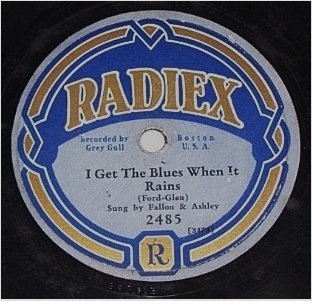 RADIEX
Recorded by Boston
Grey Gull U.S.A.
I Get The Blues When It
Rains
(Ford-Glen)
Sung by Fallon & Ashley
2485
R